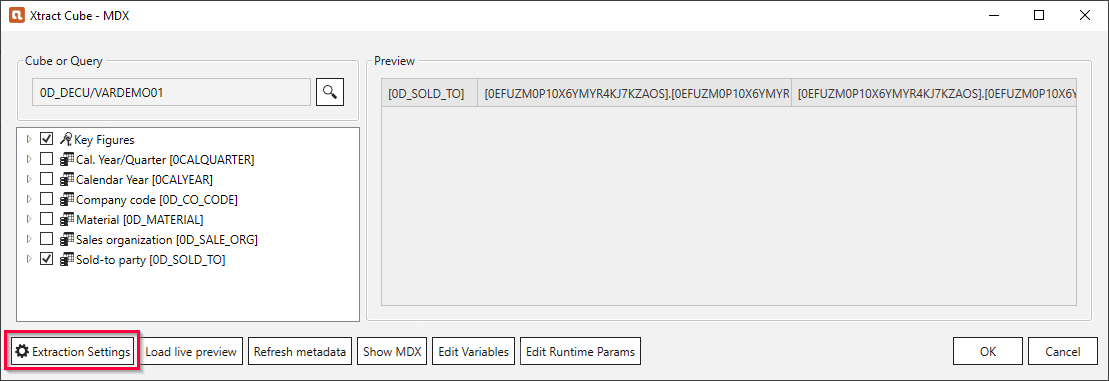 Xtract Cube - MDX
Cube or Query
0D_DECU/VARDEMO01
Key Figures
Cal. Year/Quarter [0CALQUARTER]
Calendar Year [0CALYEAR]
Company code [0D_CO_CODE]
Material [0D_MATERIAL]
Sales organization [0D_SALE_ORG]
Sold-to party [0D_SOLD_TO]
Preview
[0D_SOLD_TO] [0EFUZM0P10X6YMYR4KJ7KZAOS].[0EFUZM0P10X6YMYR [0EFUZM0P10X6YMYR4KJ7KZAOS].[0EFUZM0P10X6Y
Extraction Settings Load live preview Refresh metadata Show MDX Edit Variables Edit Runtime Params OK Cancel